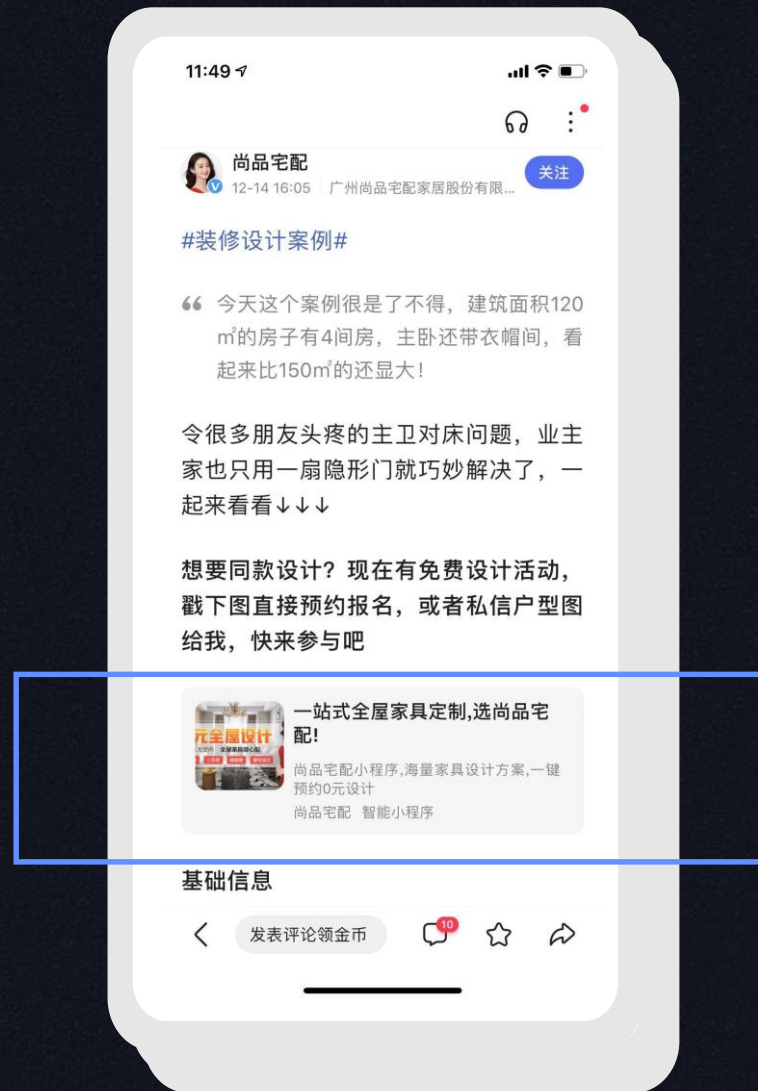 11:49
尚品宅配
12-14 16:05 广州尚品宅配家居股份有限...
关注
#装修设计案例#
今天这个案例很是了不得，建筑面积120
㎡的房子有4间房，主卧还带衣帽间，看
起来比150㎡的还显大！
令很多朋友头疼的主卫对床问题，业主
家也只用一扇隐形门就巧妙解决了，一
起来看看↓↓↓
想要同款设计？现在有免费设计活动，
戳下图直接预约报名，或者私信户型图
给我，快来参与吧
元全屋设计
全屋家具随心配
一站式全屋家具定制,选尚品宅
配!
尚品宅配小程序,海量家具设计方案,一键
预约0元设计
尚品宅配 智能小程序
基础信息
发表评论领金币
10